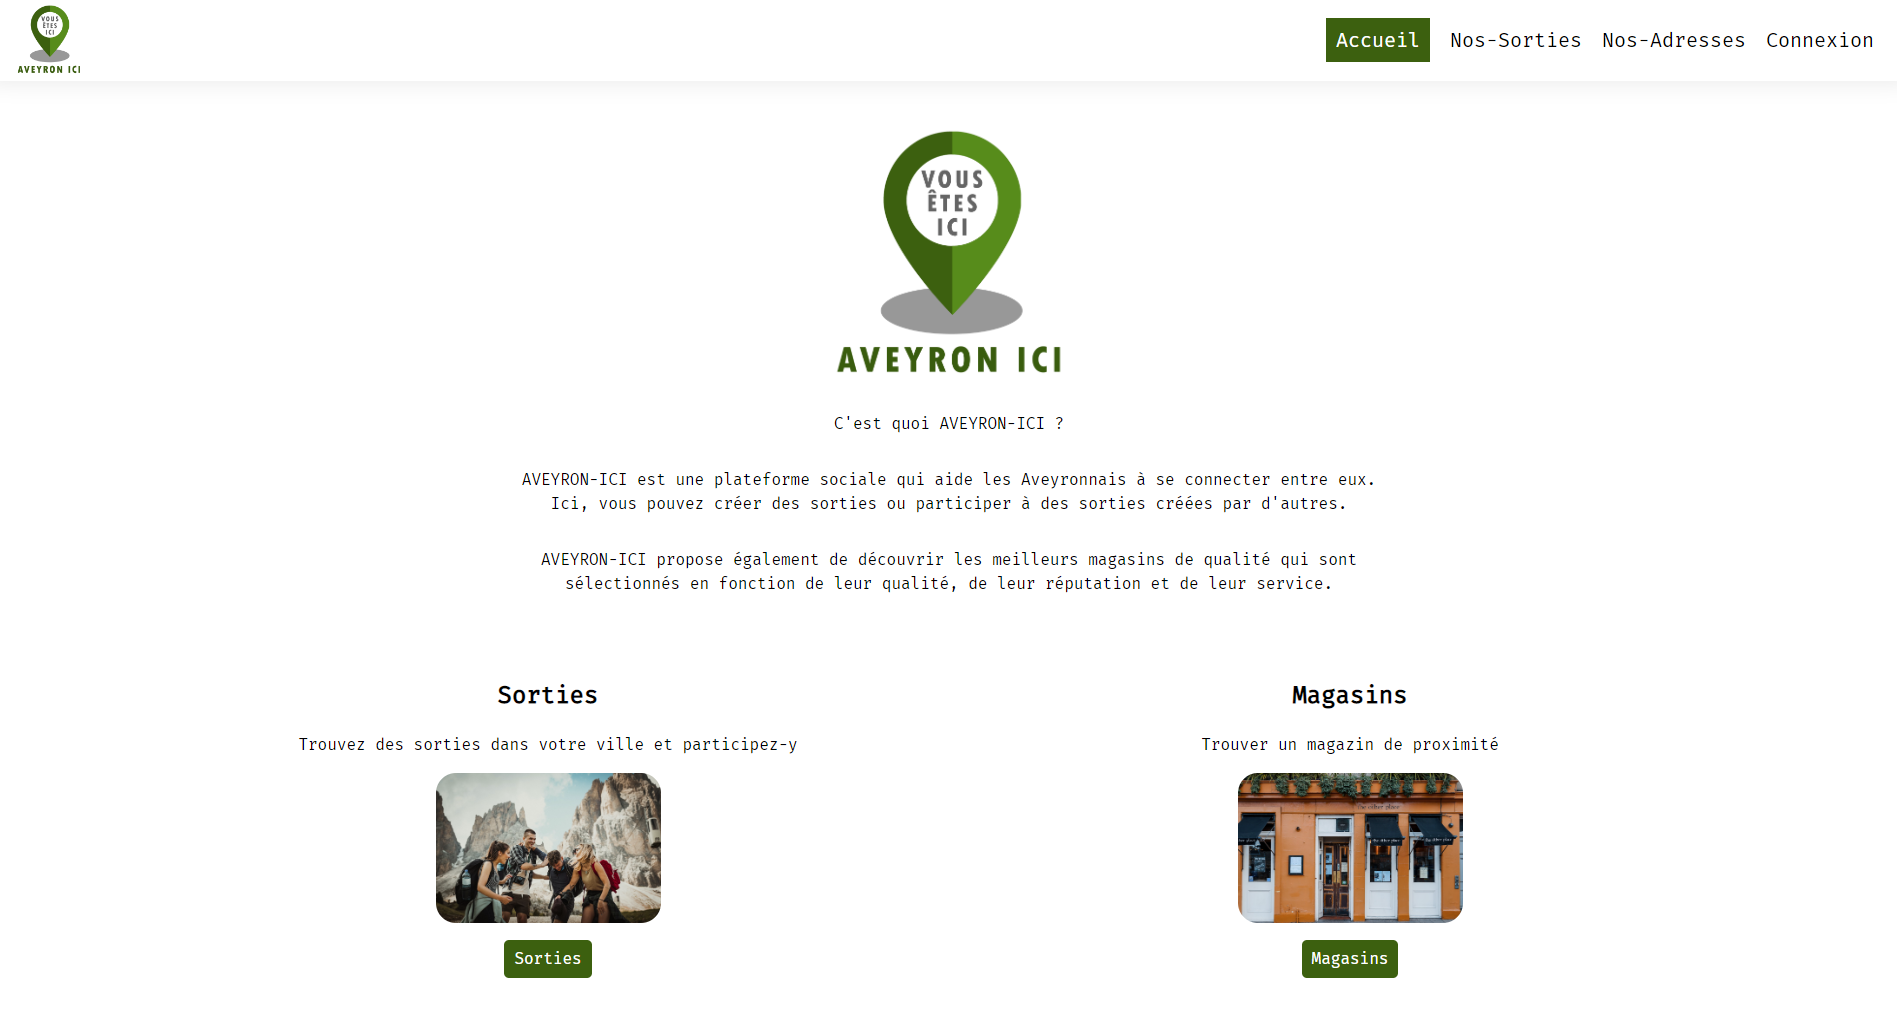 VOUS
ÊTES
ICI
AVEYRON ICI
Accueil Nos-Sorties Nos-Adresses Connexion
VOUS
ÊTES
ICI
AVEYRON ICI
C'est quoi AVEYRON-ICI ?
AVEYRON-ICI est une plateforme sociale qui aide les Aveyronnais à se connecter entre eux.
Ici, vous pouvez créer des sorties ou participer à des sorties créées par d'autres.
AVEYRON-ICI propose également de découvrir les meilleurs magasins de qualité qui sont
sélectionnés en fonction de leur qualité, de leur réputation et de leur service.
Sorties
Trouvez des sorties dans votre ville et participez-y
Sorties
Magasins
Trouver un magazin de proximité
the other place
Magasins